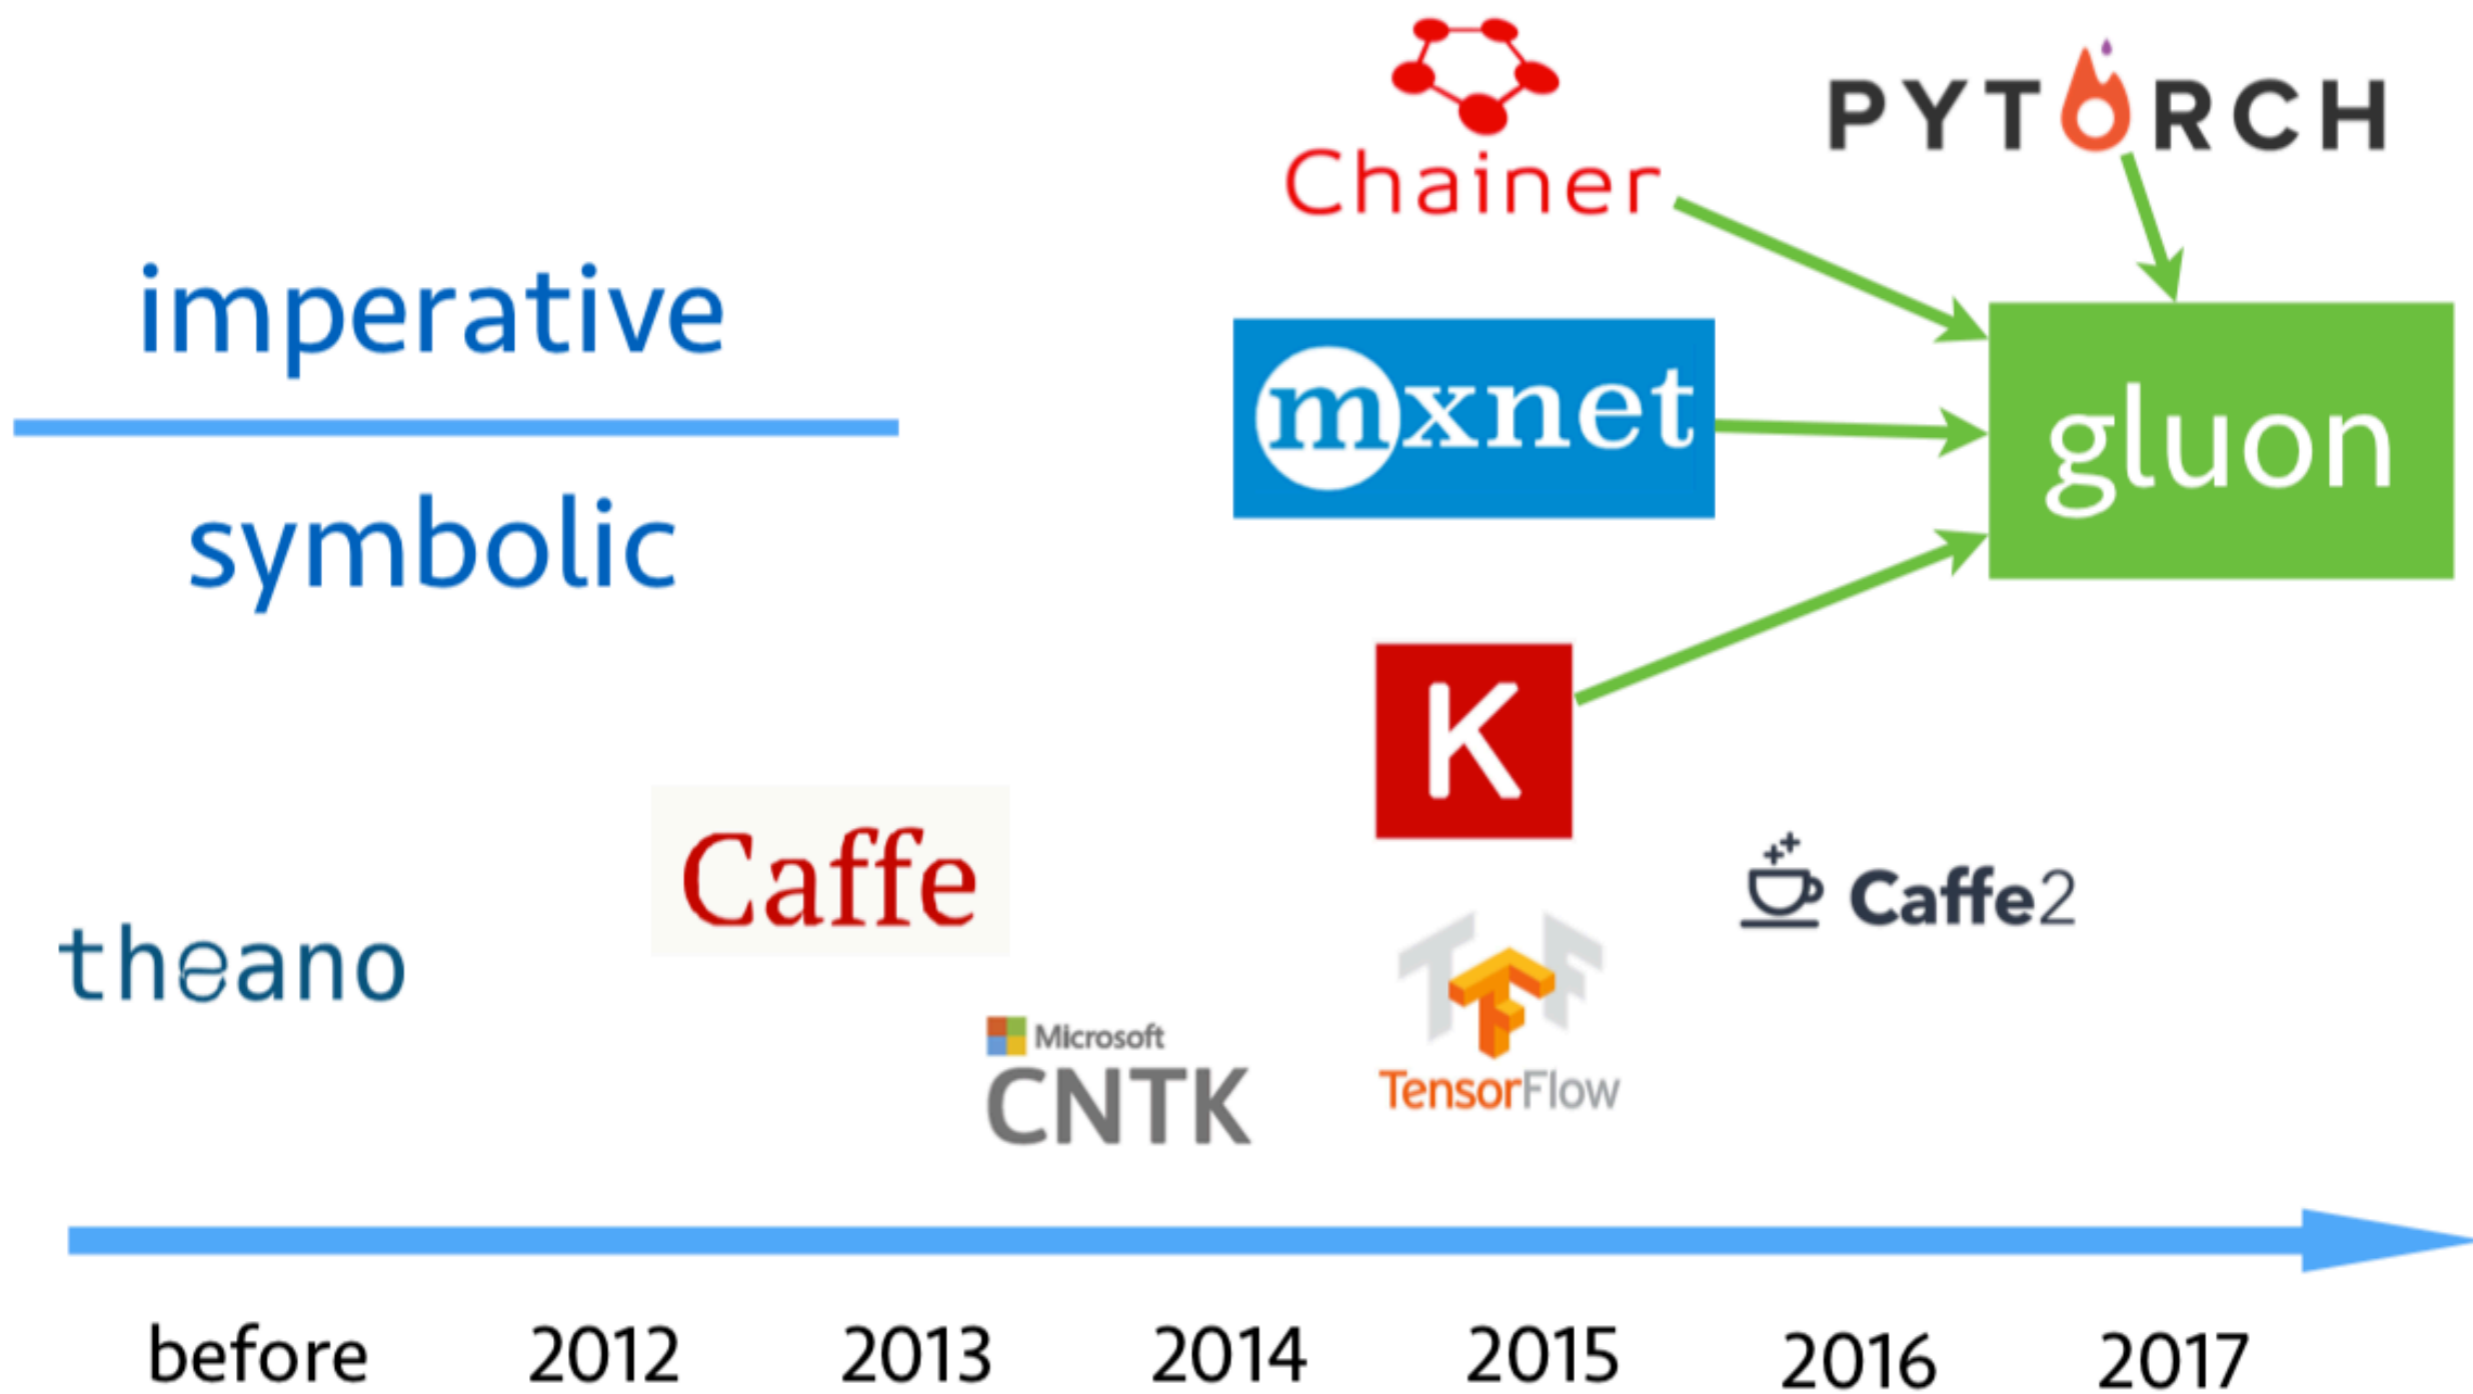 Chainer
PYTORCH
imperative
symbolic
mxnet
gluon
K
Caffe
Caffe2
theano
Microsoft
CNTK
TF
TensorFlow
before 2012 2013 2014 2015 2016 2017